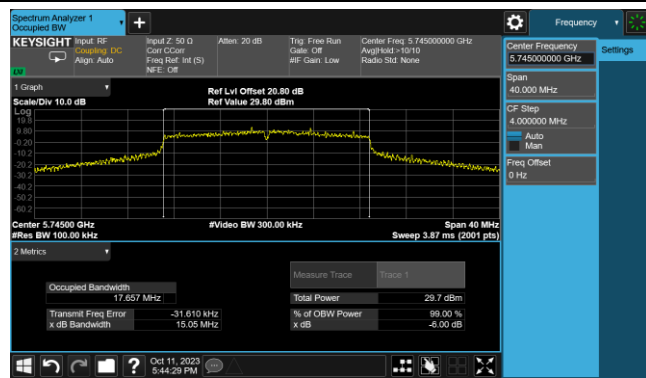 Spectrum Analyzer 1
Occupied BW
Frequency
KEYSIGHT
Input: RF
Coupling: DC
Align: Auto
Input Z: 50 Ω
Corr CCorr
Freq Ref: Int (S)
NFE: Off
Atten: 20 dB
Trig: Free Run
Gate: Off
#IF Gain: Low
Center Freq: 5.745000000 GHz
Avg|Hold:>10/10
Radio Std: None
Center Frequency
5.745000000 GHz
Settings
Span
40.000 MHz
CF Step
4.000000 MHz
Auto
Man
Freq Offset
0 Hz
1 Graph
Scale/Div 10.0 dB
Ref Lvl Offset 20.80 dB
Ref Value 29.80 dBm
Log
19.8
9.80
-0.20
-10.2
-20.2
-30.2
-40.2
-50.2
-60.2
Center 5.74500 GHz
#Res BW 100.00 kHz
#Video BW 300.00 kHz
Span 40 MHz
Sweep 3.87 ms (2001 pts)
2 Metrics
Measure Trace
Trace 1
Occupied Bandwidth
17.657 MHz
Total Power
29.7 dBm
Transmit Freq Error
-31.610 kHz
% of OBW Power
99.00 %
x dB Bandwidth
15.05 MHz
x dB
-6.00 dB
?
Oct 11, 2023
5:44:29 PM